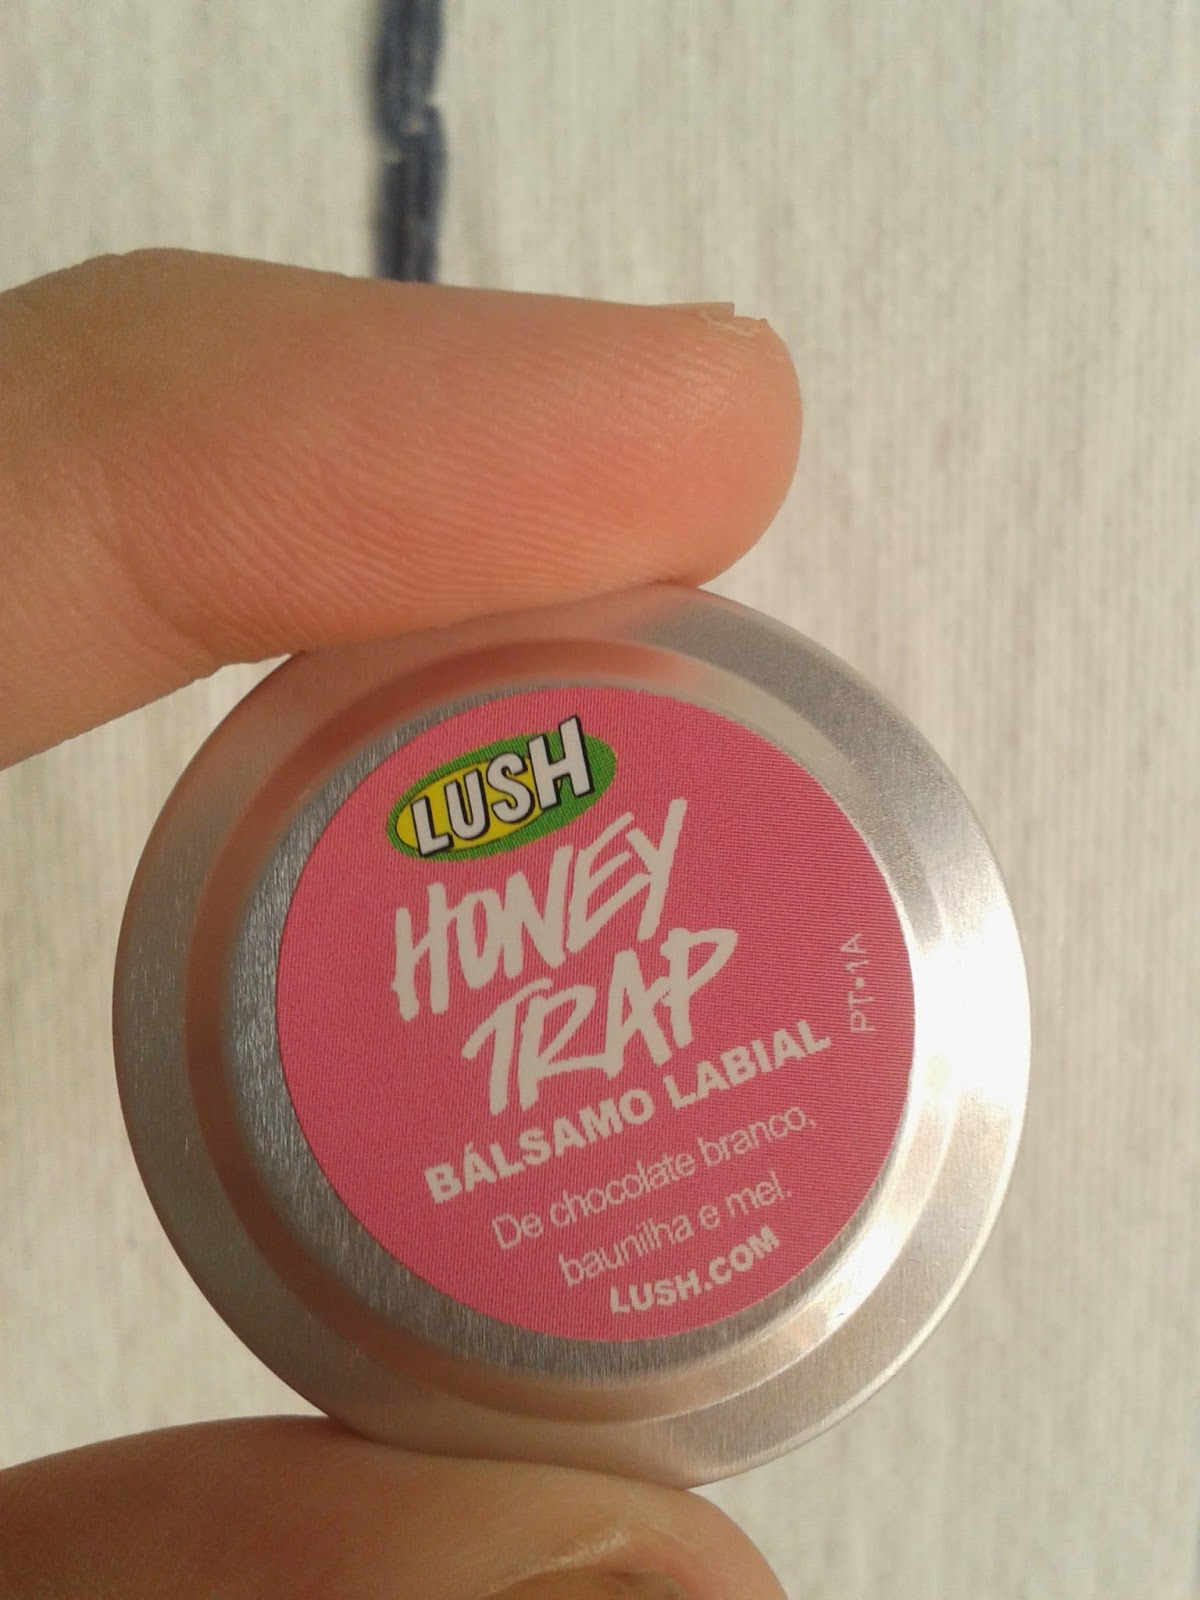 LUSH
HONEY
TRAP
BÁLSAMO LABIAL
De chocolate branco,
baunilha e mel.
LUSH.COM
PT-1A